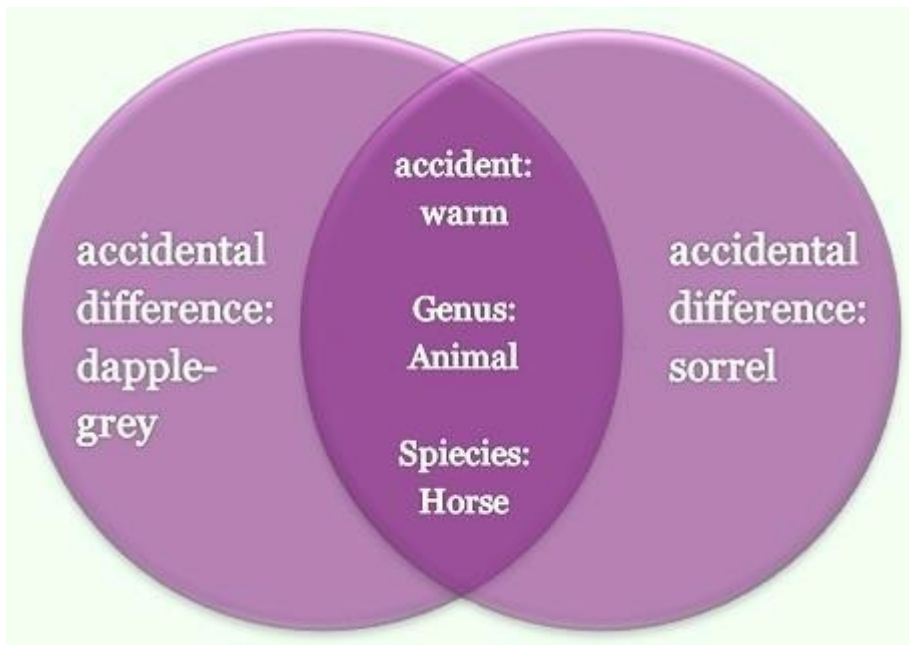 accidental
difference:
dapple-
grey
accident:
warm
Genus:
Animal
Spiecies:
Horse
accidental
difference:
sorrel